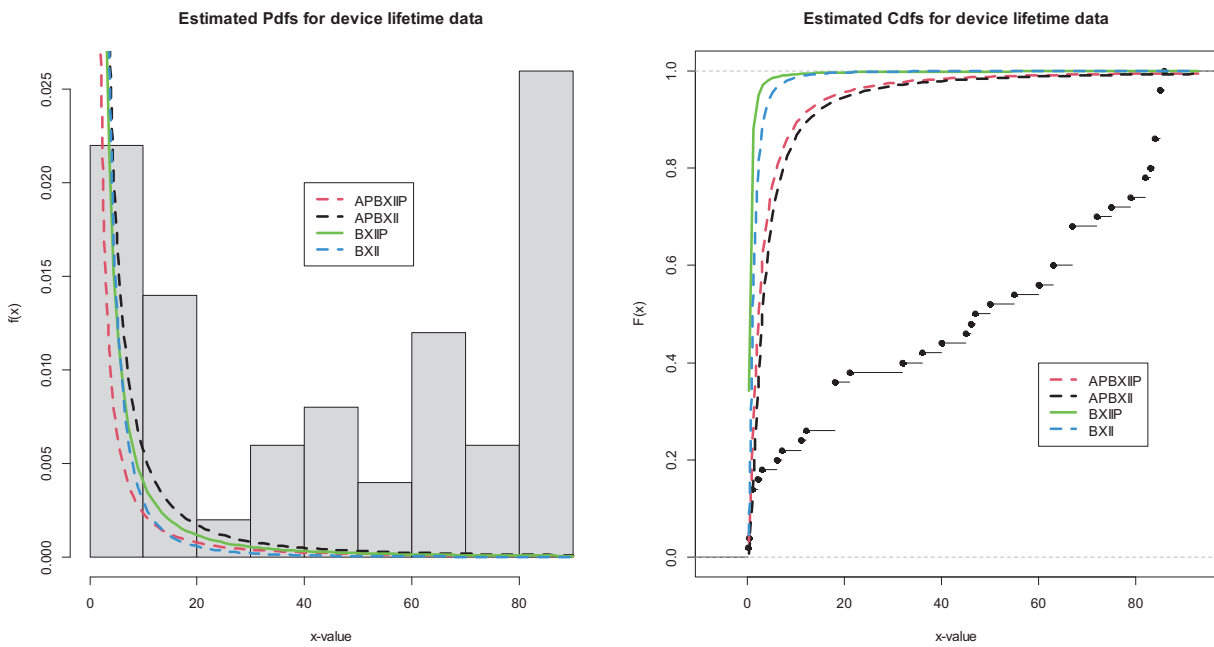 Estimated Pdfs for device lifetime data
f(x)
0.025
0.020
0.015
0.010
0.005
0.000
APBXIIP
APBXII
BXIIP
BXII
0 20 40 60 80
x-value
Estimated Cdfs for device lifetime data
F(x)
1.0
0.8
0.6
0.4
0.2
0.0
APBXIIP
APBXII
BXIIP
BXII
0 20 40 60 80
x-value